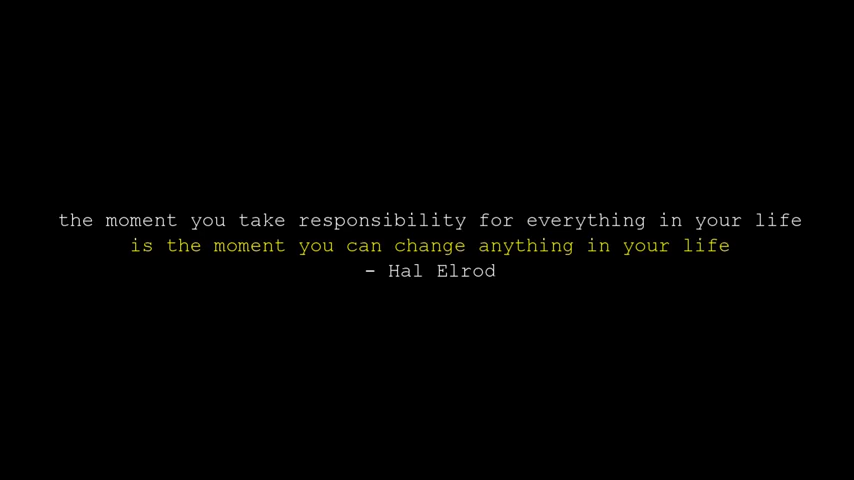 the moment you take responsibility for everything in your life
is the moment you can change anything in your life
- Hal Elrod